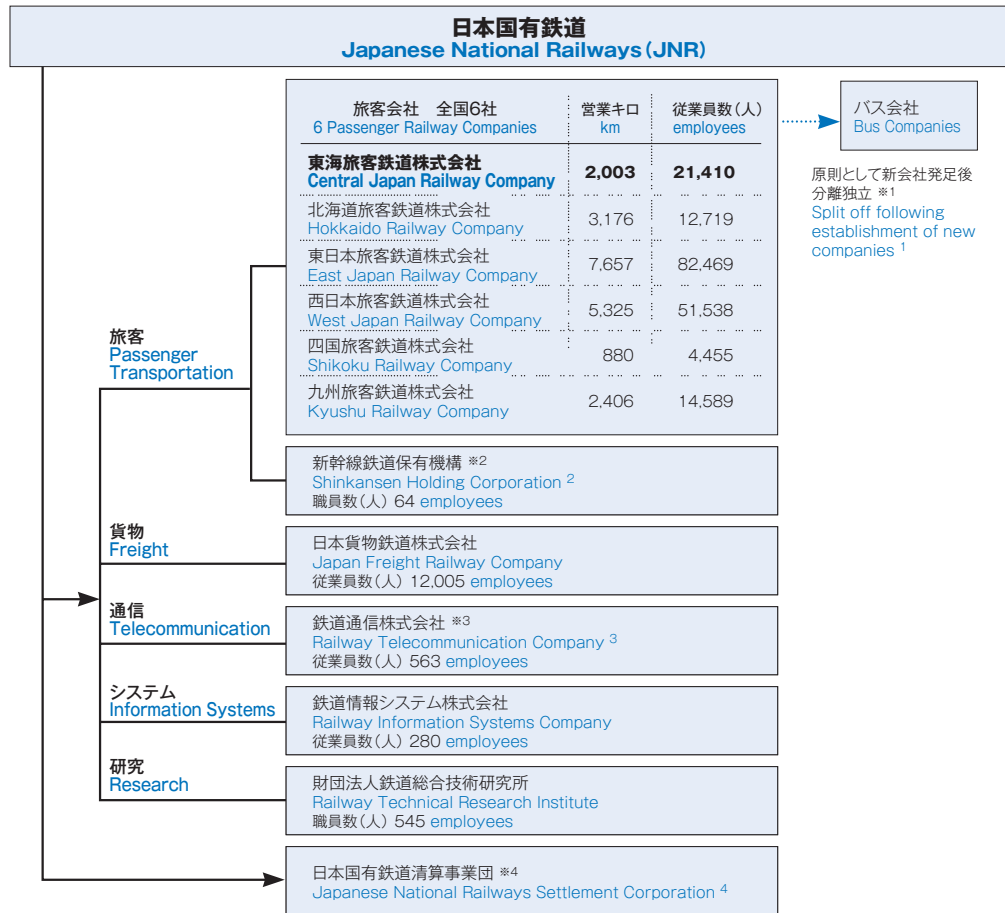 日本国有鉄道
Japanese National Railways(JNR)
旅客会社　全国6社
6 Passenger Railway Companies
営業キロ
km
従業員数(人)
employees
東海旅客鉄道株式会社
Central Japan Railway Company
2,003
21,410
北海道旅客鉄道株式会社
Hokkaido Railway Company
3,176
12,719
東日本旅客鉄道株式会社
East Japan Railway Company
7,657
82,469
西日本旅客鉄道株式会社
West Japan Railway Company
5,325
51,538
四国旅客鉄道株式会社
Shikoku Railway Company
880
4,455
九州旅客鉄道株式会社
Kyushu Railway Company
2,406
14,589
バス会社
Bus Companies
原則として新会社発足後
分離独立 ※1
Split off following
establishment of new
companies 1
旅客
Passenger
Transportation
新幹線鉄道保有機構 ※2
Shinkansen Holding Corporation 2
職員数(人) 64 employees
貨物
Freight
日本貨物鉄道株式会社
Japan Freight Railway Company
従業員数(人) 12,005 employees
通信
Telecommunication
鉄道通信株式会社 ※3
Railway Telecommunication Company 3
従業員数(人) 563 employees
システム
Information Systems
鉄道情報システム株式会社
Railway Information Systems Company
従業員数(人) 280 employees
研究
Research
財団法人鉄道総合技術研究所
Railway Technical Research Institute
職員数(人) 545 employees
日本国有鉄道清算事業団 ※4
Japanese National Railways Settlement Corporation 4